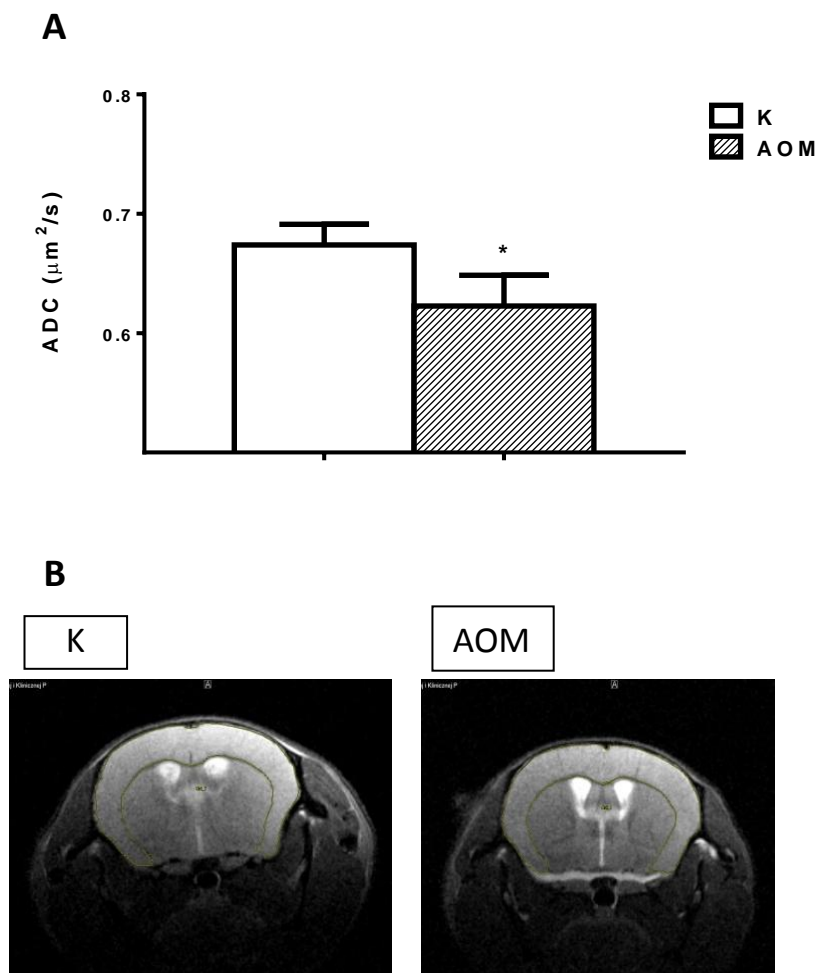 A
0.8
0.7
0.6
ADC (μm²/s)
*
K
AOM
B
K
AOM
j i Klinicznej P
A
j i Klinicznej P
A